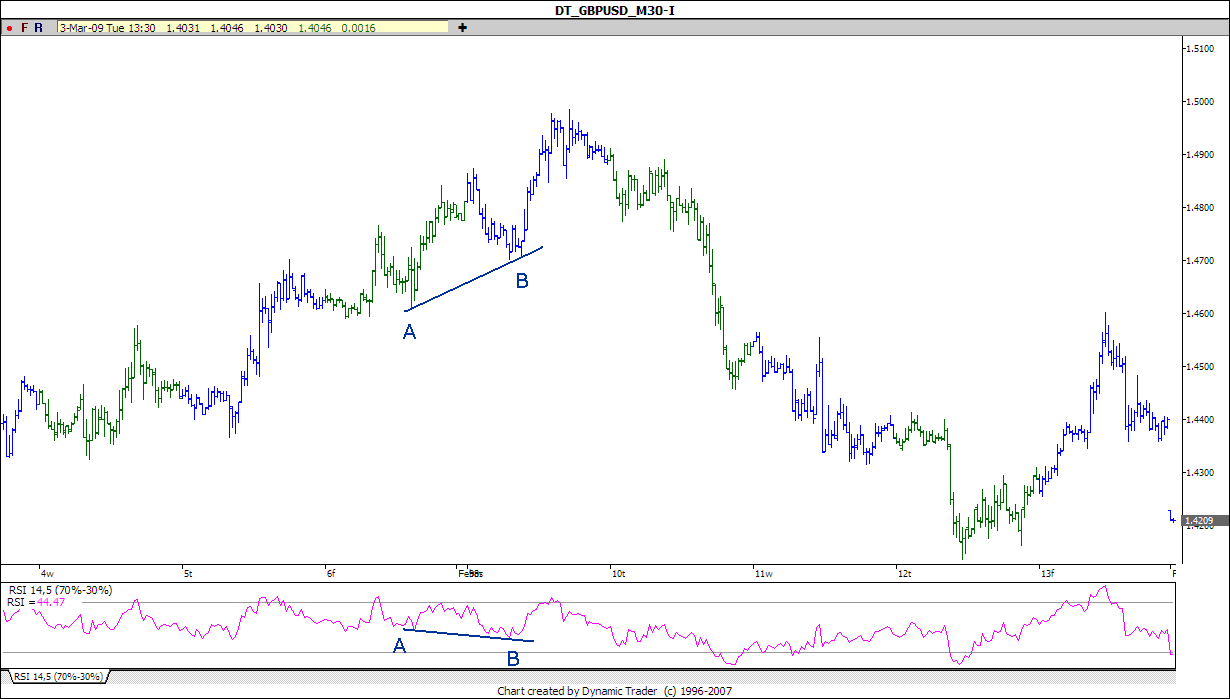 DT_GBPUSD_M30-I
F R 3-Mar-09 Tue 13:30 1.4031 1.4046 1.4030 1.4046 0.0016
1.5100
1.5000
1.4900
1.4800
1.4700
1.4600
1.4500
1.4400
1.4300
1.4209
A
B
4w 5t 6f 10t 11w 12t 13f F
RSI 14,5 (70%-30%)
RSI =44.47
A
B
RSI 14,5 (70%-30%)
Chart created by Dynamic Trader (c) 1996-2007